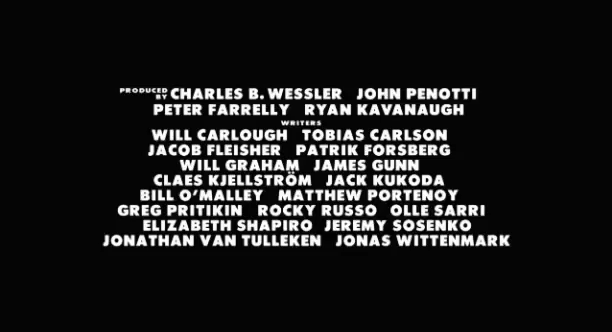 PRODUCED BY CHARLES B. WESSLER JOHN PENOTTI
PETER FARRELLY RYAN KAVANAUGH
WRITERS
WILL CARLOUGH TOBIAS CARLSON
JACOB FLEISHER PATRIK FORSBERG
WILL GRAHAM JAMES GUNN
CLAES KJELLSTRÖM JACK KUKODA
BILL O'MALLEY MATTHEW PORTENOY
GREG PRITIKIN ROCKY RUSSO OLLE SARRI
ELIZABETH SHAPIRO JEREMY SOSENKO
JONATHAN VAN TULLEKEN JONAS WITTENMARK